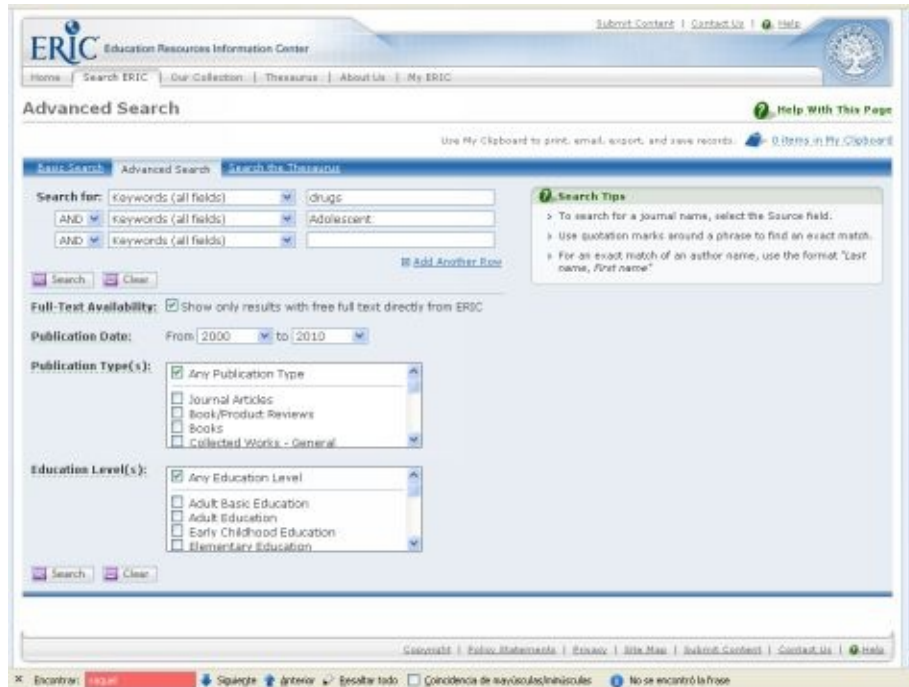 Submit Content | Contact Us | Help
ERIC Education Resources Information Center
Home Search ERIC Our Collection | Thesaurus | About Us | My ERIC
Advanced Search
Help With This Page
Use My Clipboard to print, email, export, and save records. 0 items in My Clipboard
Basic Search Advanced Search Search the Thesaurus
Search for: Keywords (all fields) drugs
AND Keywords (all fields) Adolescent
AND Keywords (all fields)
Add Another Row
Search Clear
Search Tips
> To search for a journal name, select the Source field.
> Use quotation marks around a phrase to find an exact match.
> For an exact match of an author name, use the format "Last
name, First name"
Full-Text Availability: Show only results with free full text directly from ERIC
Publication Date: From 2000 to 2010
Publication Type(s): Any Publication Type
Journal Articles
Book/Product Reviews
Books
Collected Works - General
Education Level(s): Any Education Level
Adult Basic Education
Adult Education
Early Childhood Education
Elementary Education
Search Clear
Copyright | Policy Statements | Privacy | Site Map | Submit Content | Contact Us | Help
× Encontrar: raquel Siguiente Anterior Resaltar todo Coincidencia de mayúsculas/minúsculas No se encontró la frase